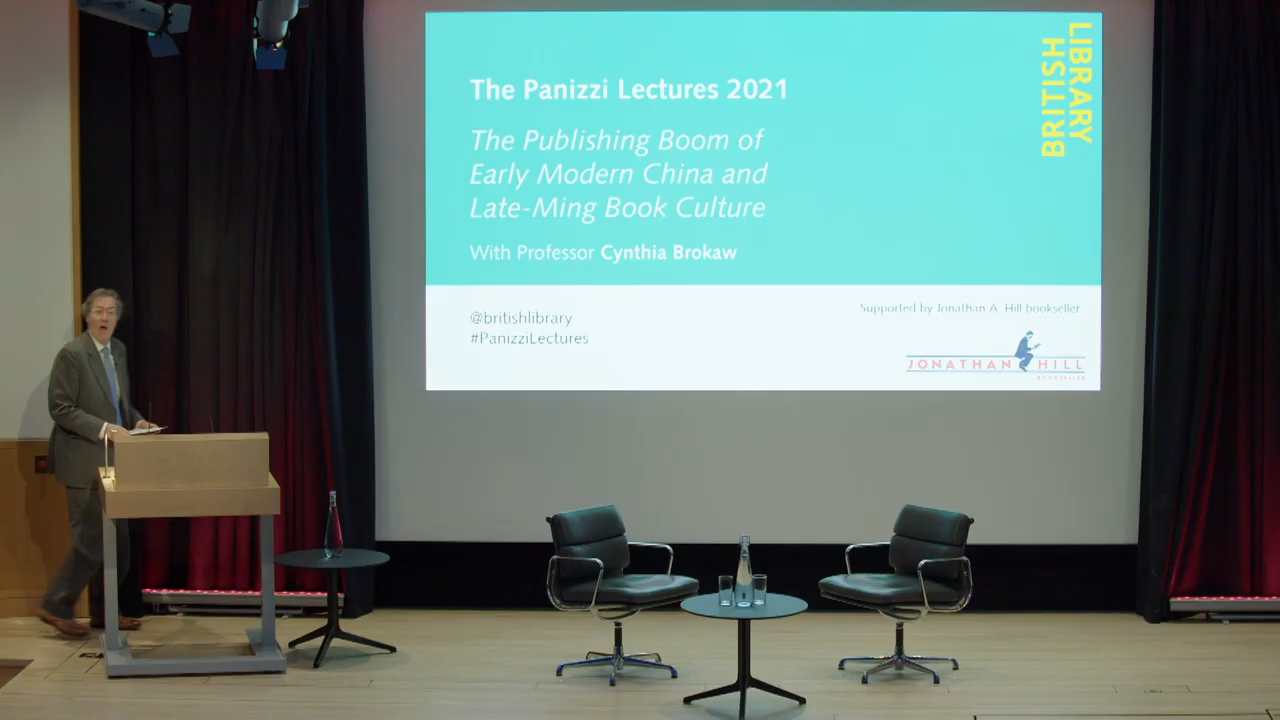 The Panizzi Lectures 2021
The Publishing Boom of
Early Modern China and
Late-Ming Book Culture
With Professor Cynthia Brokaw
@britishlibrary
#PanizziLectures
BRITISH
LIBRARY
Supported by Jonathan A. Hill bookseller
JONATHAN HILL
BOOKSELLER